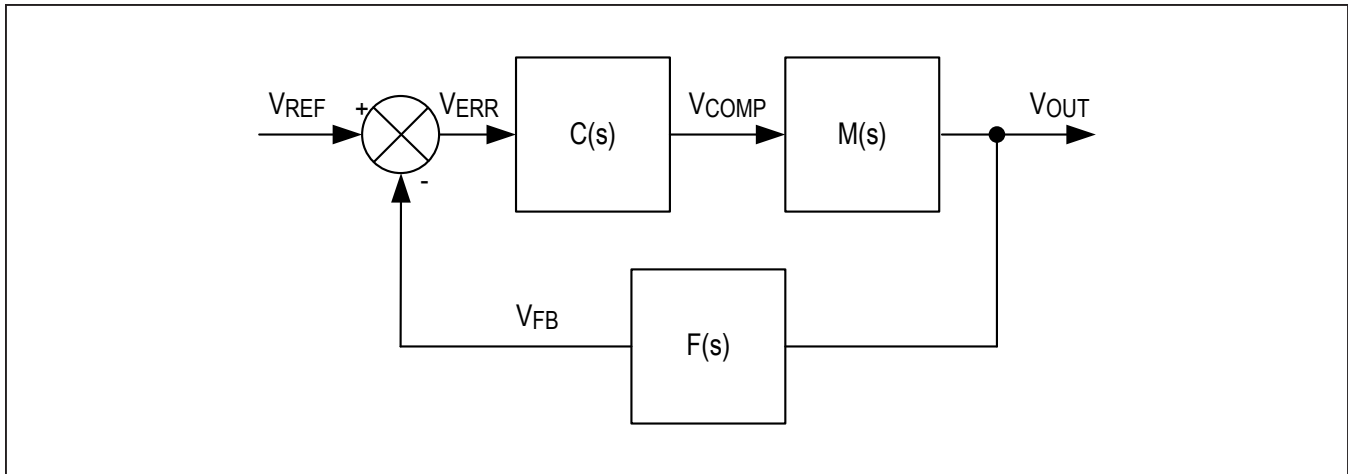 VREF
+
-
VERR
C(s)
VCOMP
M(s)
VOUT
VFB
F(s)